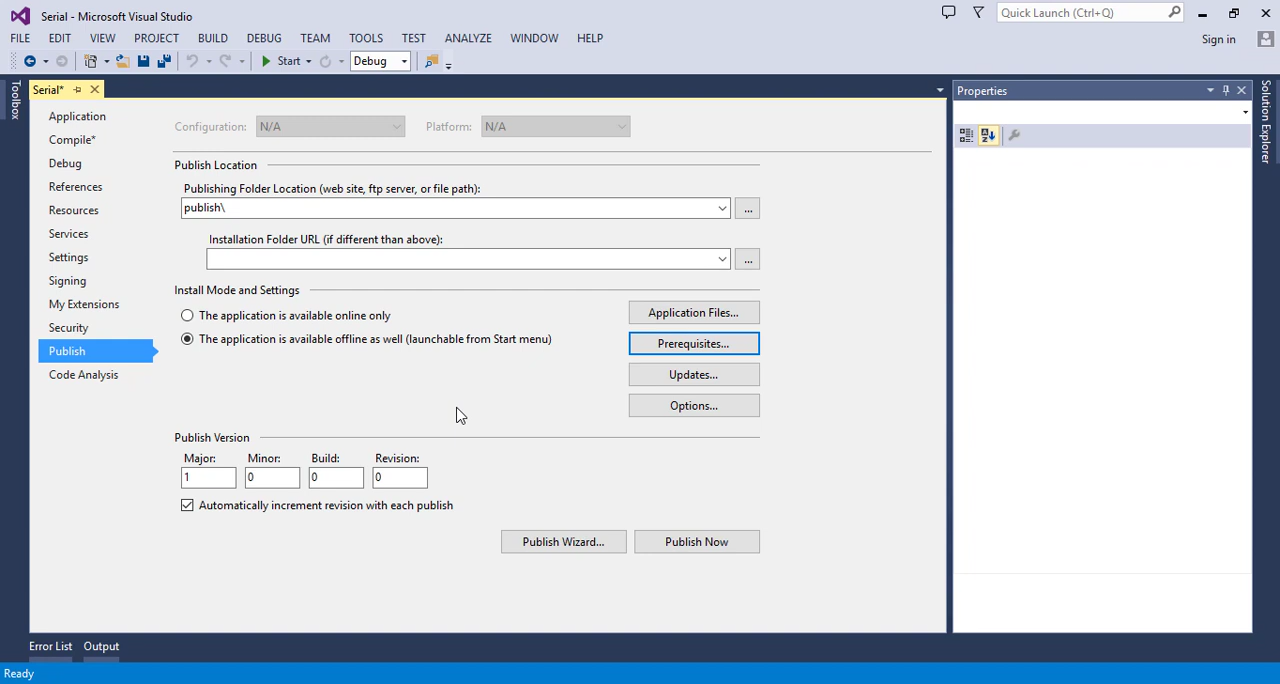 Serial - Microsoft Visual Studio
Quick Launch (Ctrl+Q)
FILE EDIT VIEW PROJECT BUILD DEBUG TEAM TOOLS TEST ANALYZE WINDOW HELP
Sign in
Start Debug
Toolbox
Serial*
Properties
Solution Explorer
Application
Compile*
Debug
References
Resources
Services
Settings
Signing
My Extensions
Security
Publish
Code Analysis
Configuration: N/A Platform: N/A
Publish Location
Publishing Folder Location (web site, ftp server, or file path):
publish\
...
Installation Folder URL (if different than above):
...
Install Mode and Settings
The application is available online only
The application is available offline as well (launchable from Start menu)
Application Files...
Prerequisites...
Updates...
Options...
Publish Version
Major: Minor: Build: Revision:
1 0 0 0
Automatically increment revision with each publish
Publish Wizard... Publish Now
A
Z
Error List Output
Ready